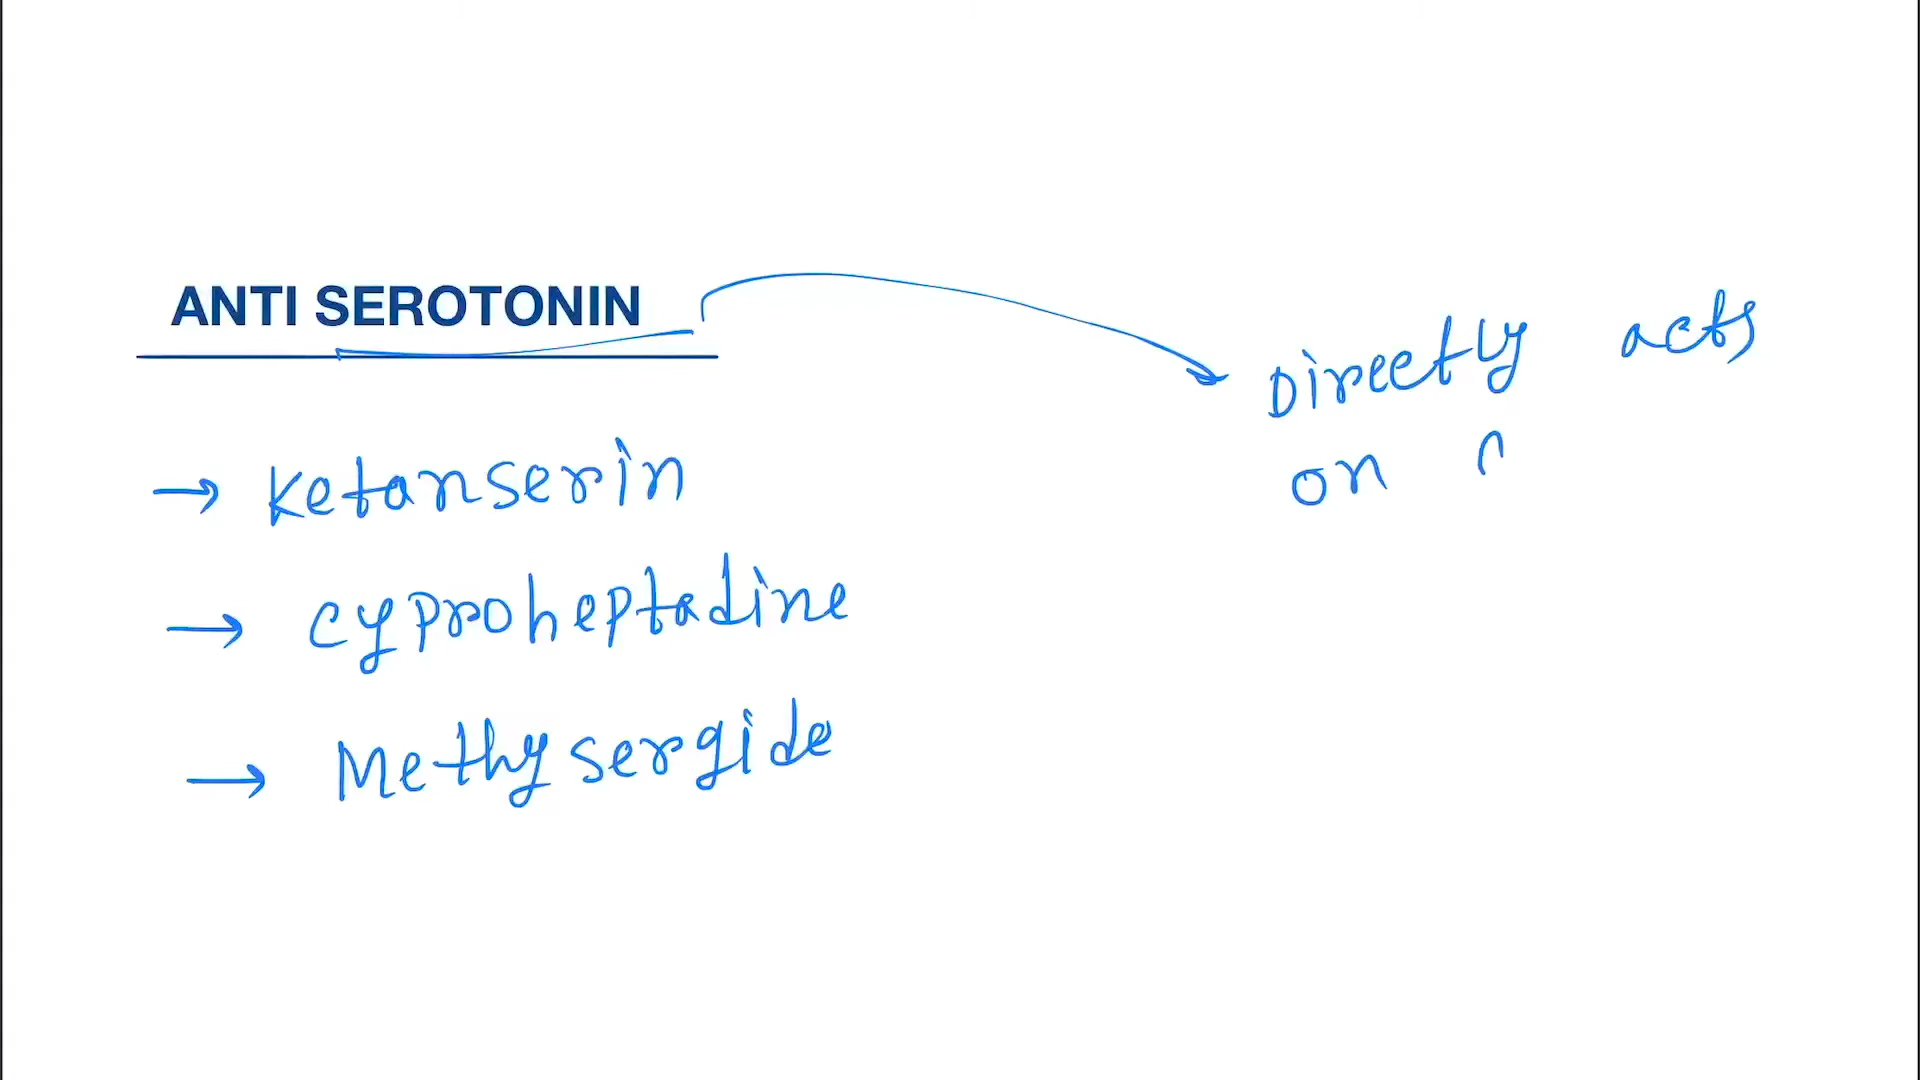 ANTI SEROTONIN
→ Ketanserin
→ Cyproheptadine
→ Methysergide
Directly acts
on